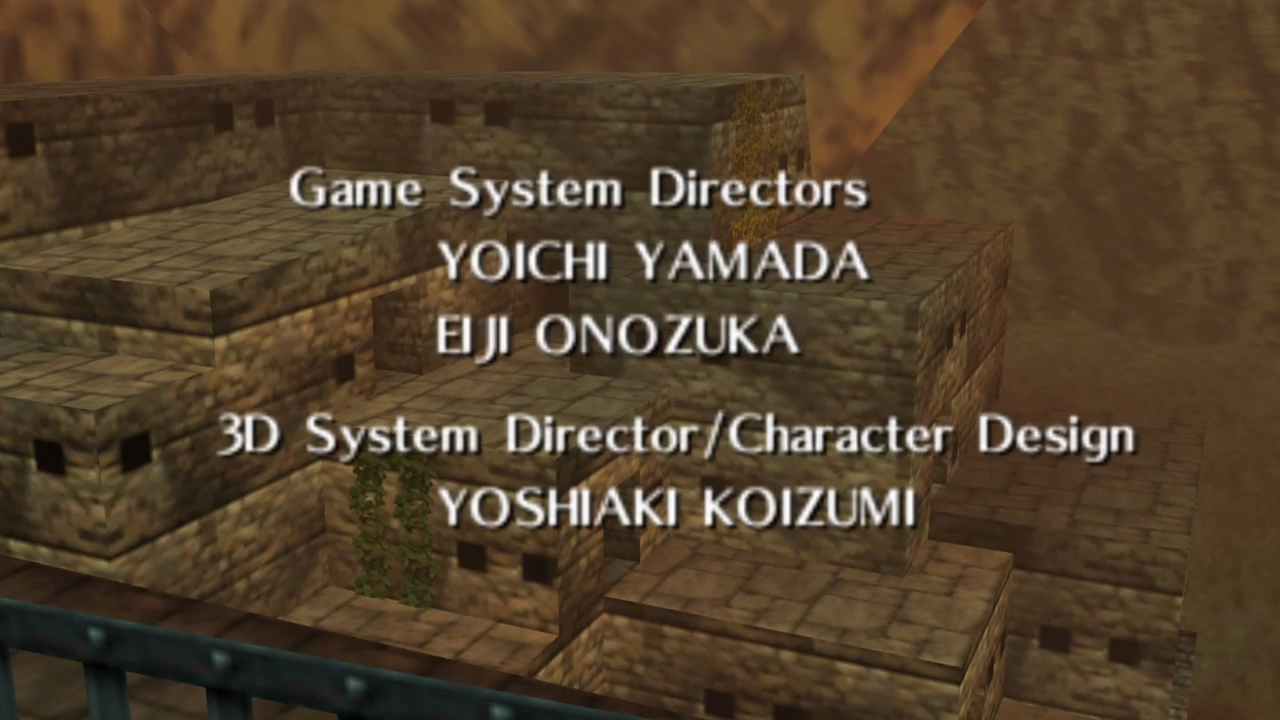 Game System Directors
YOICHI YAMADA
EIJI ONOZUKA
3D System Director/Character Design
YOSHIAKI KOIZUMI